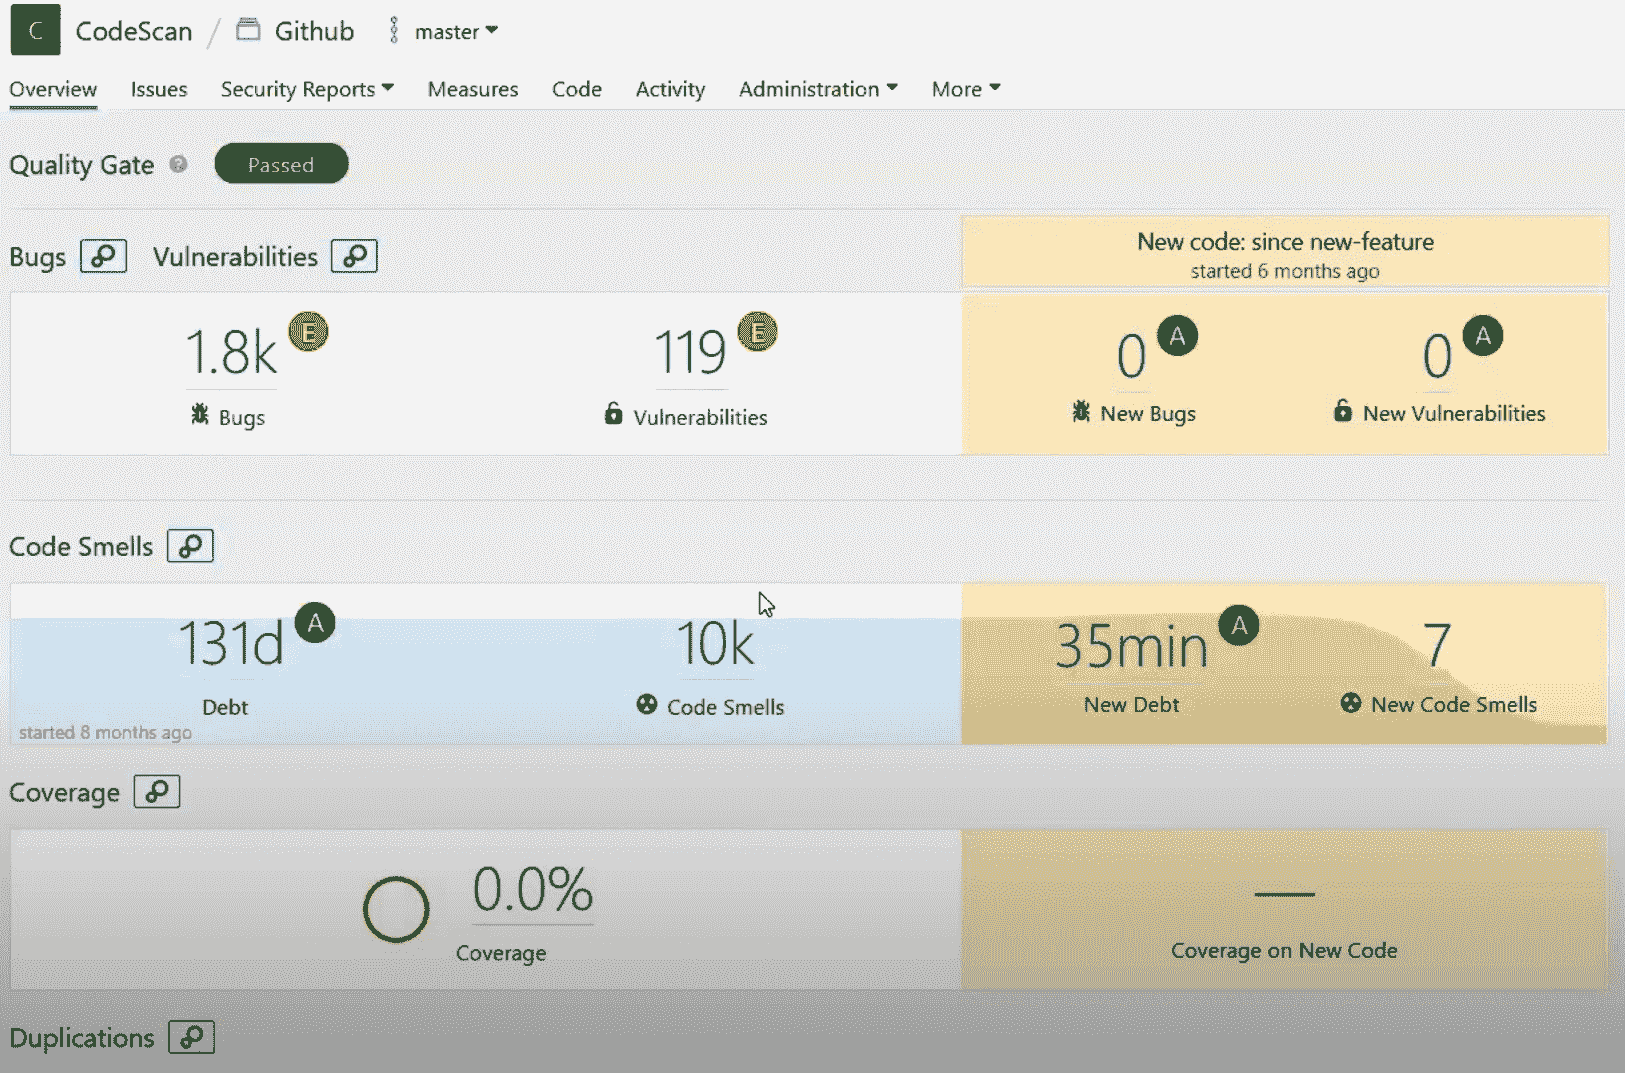 C CodeScan / Github master
Overview Issues Security Reports Measures Code Activity Administration More
Quality Gate ? Passed
Bugs Vulnerabilities
New code: since new-feature
started 6 months ago
1.8k E 119 E 0 A 0 A
Bugs Vulnerabilities New Bugs New Vulnerabilities
Code Smells
131d A 10k 35min A 7
Debt Code Smells New Debt New Code Smells
started 8 months ago
Coverage
0.0% —
Coverage Coverage on New Code
Duplications